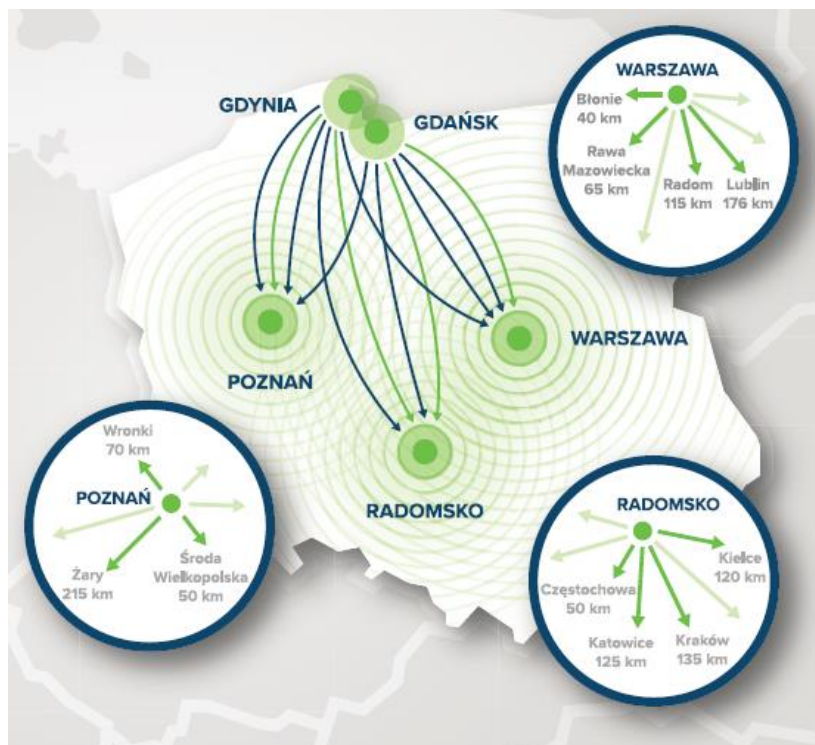 GDYNIA
GDAŃSK
POZNAŃ
WARSZAWA
RADOMSKO
WARSZAWA
Błonie
40 km
Rawa
Mazowiecka
65 km
Radom
115 km
Lublin
176 km
Wronki
70 km
POZNAŃ
Żary
215 km
Środa
Wielkopolska
50 km
RADOMSKO
Kielce
120 km
Częstochowa
50 km
Katowice
125 km
Kraków
135 km